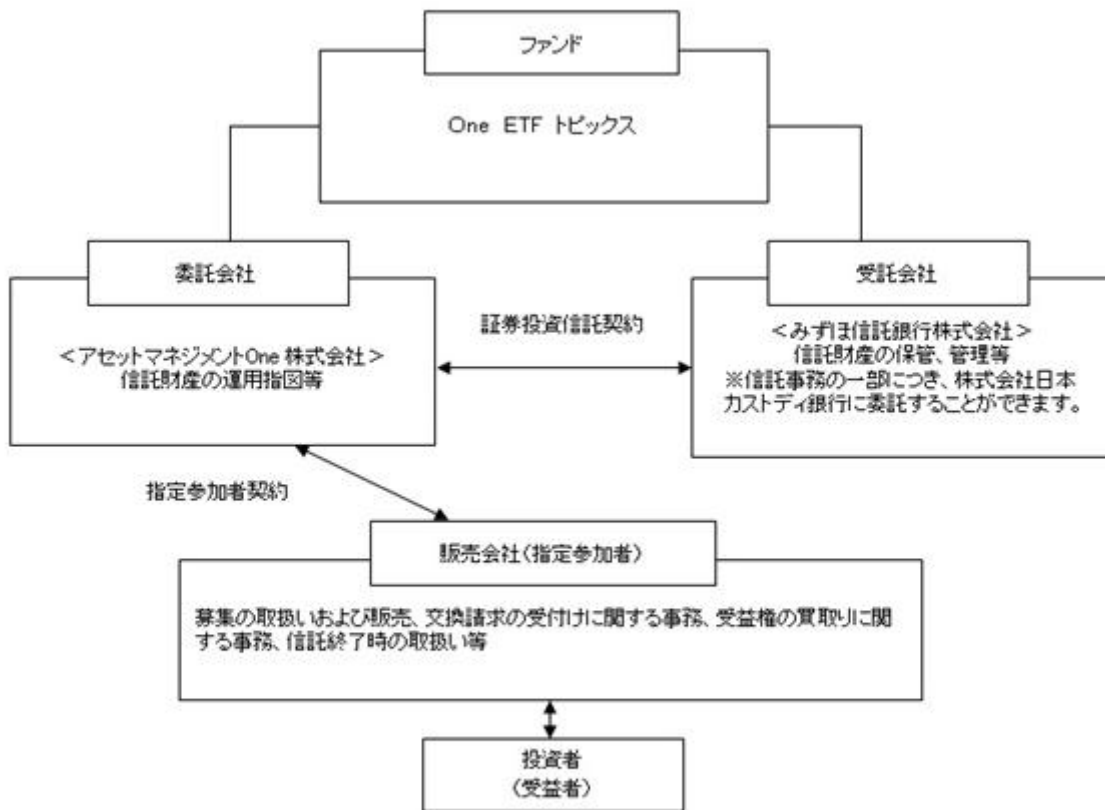 ファンド
One ETF トピックス
委託会社
<アセットマネジメントOne 株式会社>
信託財産の運用指図等
証券投資信託契約
受託会社
<みずほ信託銀行株式会社>
信託財産の保管、管理等
※信託事務の一部につき、株式会社日本
カストディ銀行に委託することができます。
指定参加者契約
販売会社(指定参加者)
募集の取扱いおよび販売、交換請求の受付けに関する事務、受益権の買取りに関
する事務、信託終了時の取扱い等
投資者
(受益者)